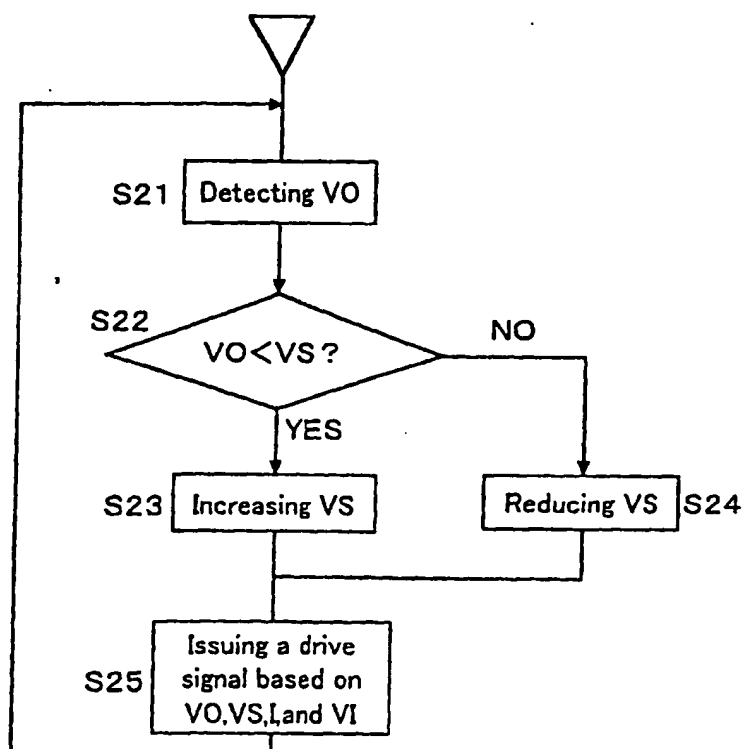 S21
Detecting VO
S22
VO<VS?
NO
YES
S23
Increasing VS
Reducing VS
S24
S25
Issuing a drive
signal based on
VO,VS,I,and VI